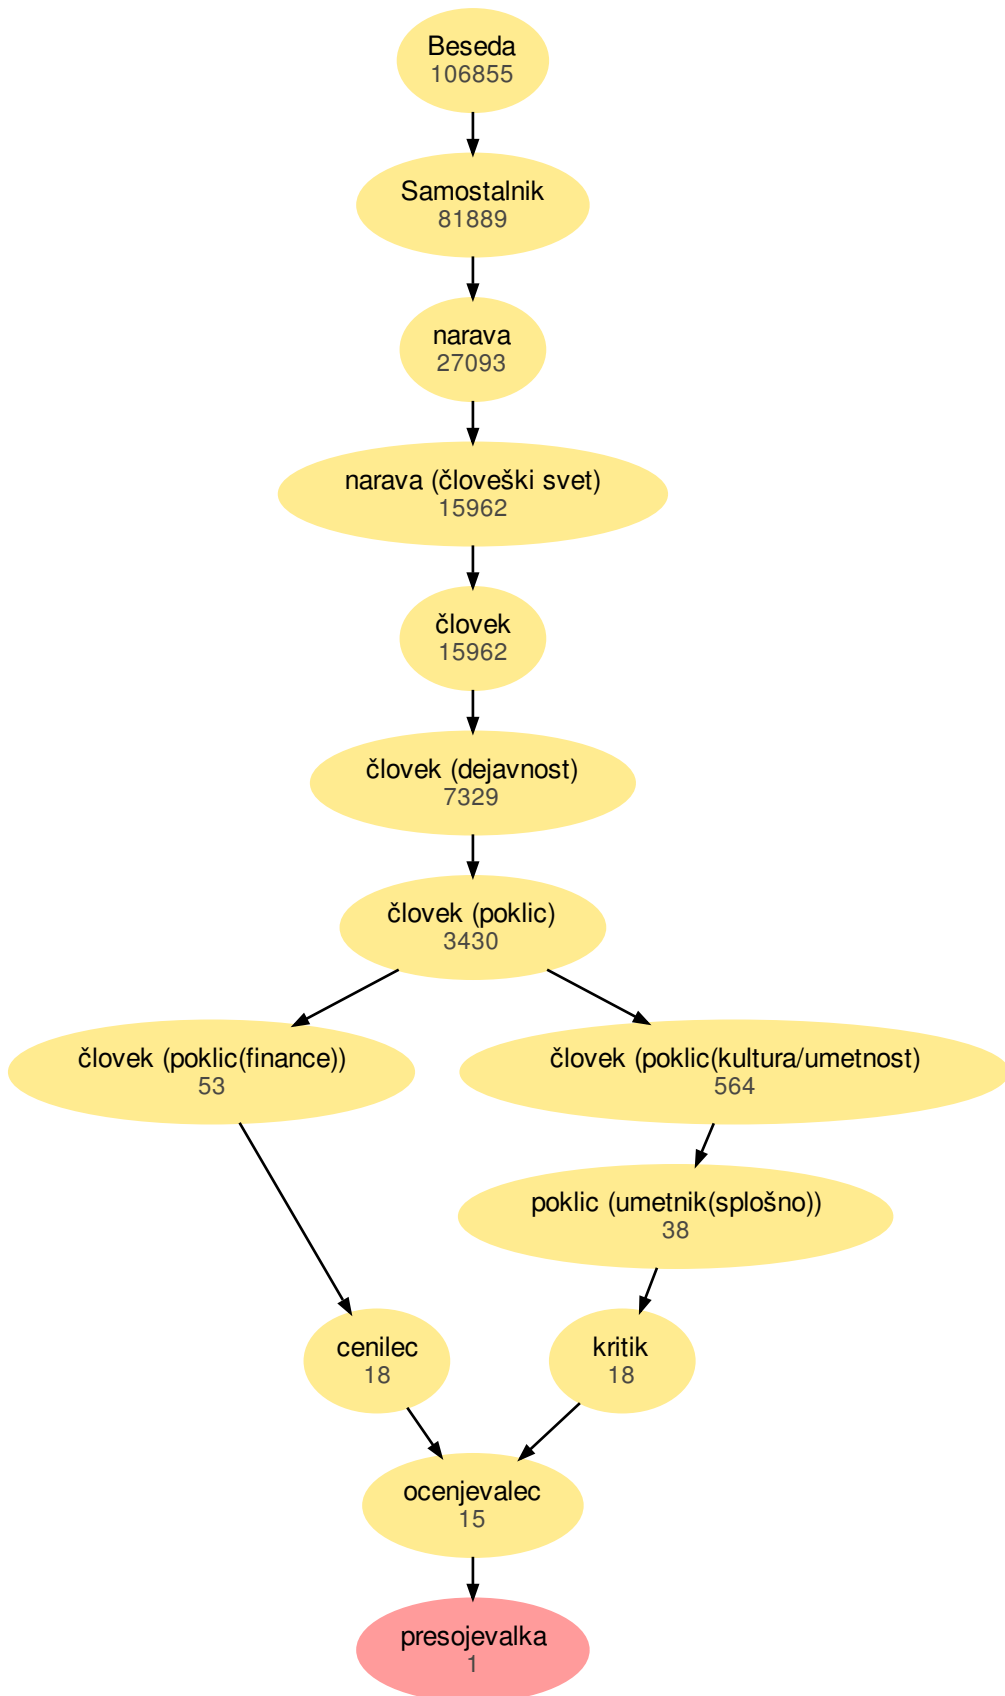 Beseda
106855
Samostalnik
81889
narava
27093
narava (človeški svet)
15962
človek
15962
človek (dejavnost)
7329
človek (poklic)
3430
človek (poklic(finance))
53
človek (poklic(kultura/umetnost)
564
poklic (umetnik(splošno))
38
cenilec
18
kritik
18
ocenjevalec
15
presojevalka
1